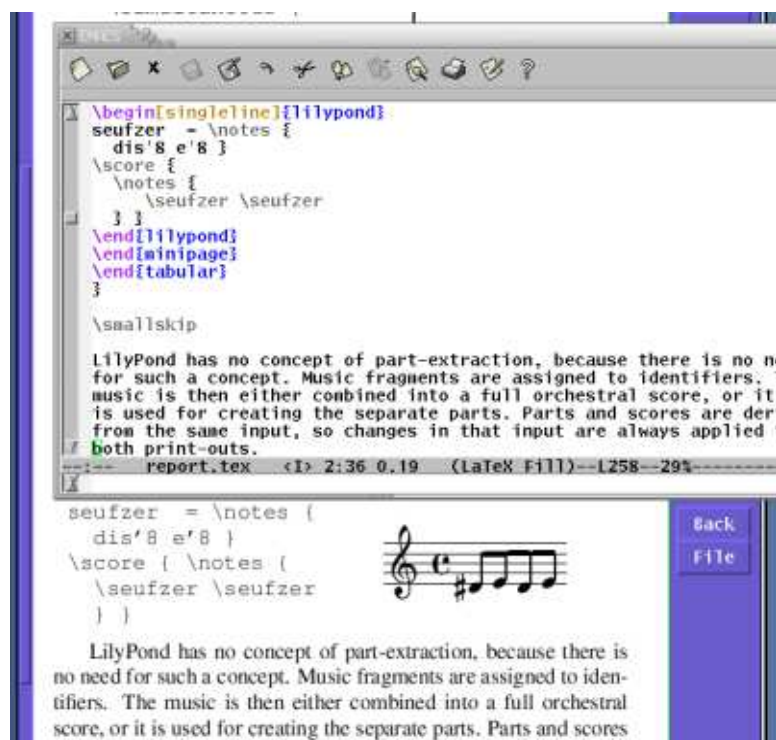 \begin[singleline]{lilypond}
seufzer  = \notes {
  dis'8 e'8 }
\score {
  \notes {
     \seufzer \seufzer
  } }
\end{lilypond}
\end{minipage}
\end{tabular}
}
\smallskip
LilyPond has no concept of part-extraction, because there is no n
for such a concept. Music fragments are assigned to identifiers.
music is then either combined into a full orchestral score, or it
is used for creating the separate parts. Parts and scores are der
from the same input, so changes in that input are always applied
both print-outs.
--:--   report.tex   <I> 2:36 0.19   (LaTeX Fill)--L258--29%--------
seufzer  = \notes {
  dis'8 e'8 }
\score { \notes {
  \seufzer \seufzer
  } }
Back
File
LilyPond has no concept of part-extraction, because there is
no need for such a concept. Music fragments are assigned to iden-
tifiers. The music is then either combined into a full orchestral
score, or it is used for creating the separate parts. Parts and scores